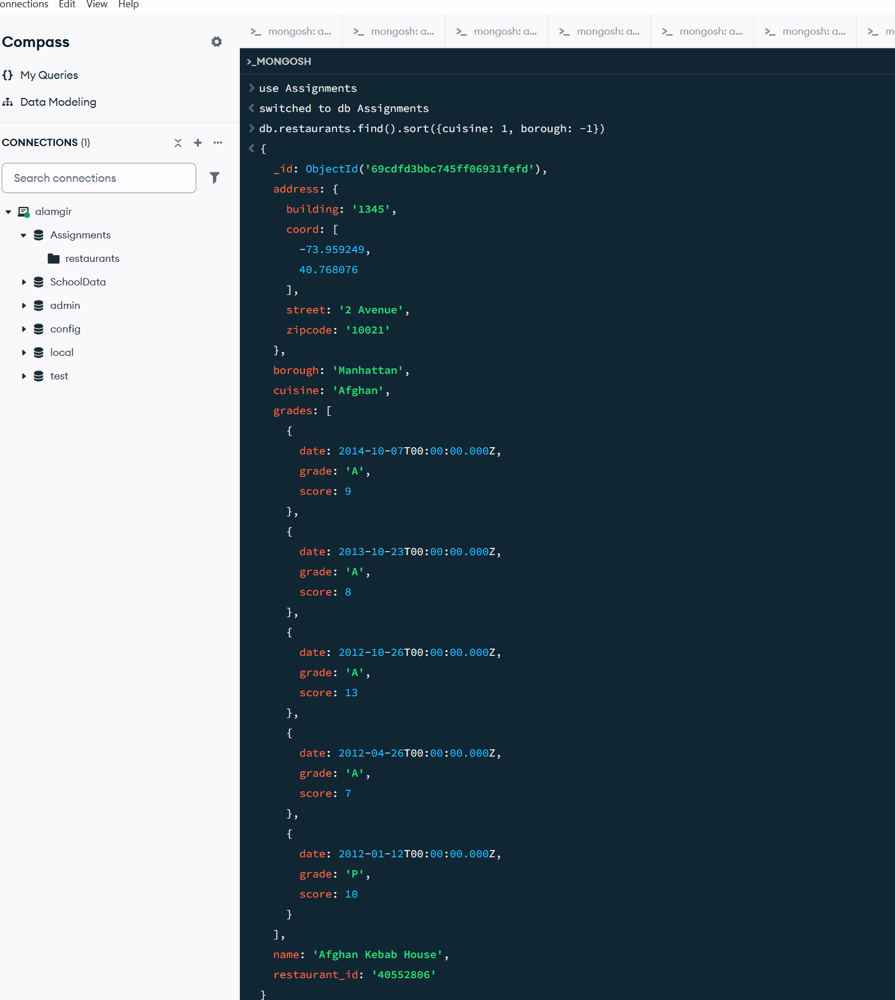 onnections Edit View Help
Compass
My Queries
Data Modeling
CONNECTIONS (1)
Search connections
alamgir
Assignments
restaurants
SchoolData
admin
config
local
test
>_ mongosh: a... >_ mongosh: a... >_ mongosh: a... >_ mongosh: a... >_ mongosh: a... >_ mongosh: a... >_ m
>_MONGOSH
> use Assignments
< switched to db Assignments
> db.restaurants.find().sort({cuisine: 1, borough: -1})
< {
_id: ObjectId('69cdfd3bbc745ff06931fefd'),
address: {
building: '1345',
coord: [
-73.959249,
40.768076
],
street: '2 Avenue',
zipcode: '10021'
},
borough: 'Manhattan',
cuisine: 'Afghan',
grades: [
{
date: 2014-10-07T00:00:00.000Z,
grade: 'A',
score: 9
},
{
date: 2013-10-23T00:00:00.000Z,
grade: 'A',
score: 8
},
{
date: 2012-10-26T00:00:00.000Z,
grade: 'A',
score: 13
},
{
date: 2012-04-26T00:00:00.000Z,
grade: 'A',
score: 7
},
{
date: 2012-01-12T00:00:00.000Z,
grade: 'P',
score: 10
}
],
name: 'Afghan Kebab House',
restaurant_id: '40552806'
}